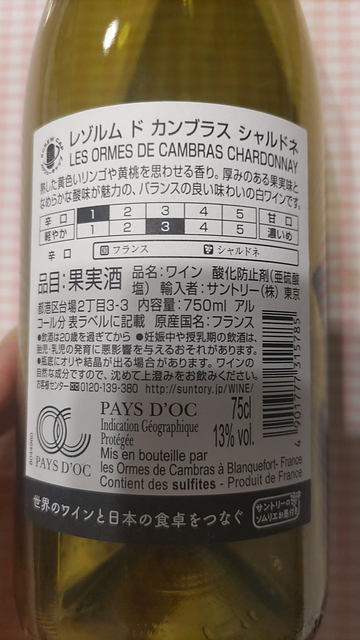 レゾルム ド カンブラス シャルドネ
LES ORMES DE CAMBRAS CHARDONNAY
熟した黄色いリンゴや黄桃を思わせる香り。厚みのある果実味と
なめらかな酸味が魅力の、バランスの良い味わいの白ワインです。
辛口 1 2 3 4 5 甘口
軽やか 1 2 3 4 5 濃いめ
辛口 国 フランス シャルドネ
品目:果実酒 品名:ワイン 酸化防止剤(亜硫酸
塩) 輸入者:サントリー(株) 東京
都港区台場2丁目3-3 内容量:750ml アル
コール分 表ラベルに記載 原産国名:フランス
●飲酒は20歳を過ぎてから ●妊娠中や授乳期の飲酒は、
胎児・乳児の発育に悪影響を与えるおそれがあります。
●瓶底にオリや結晶が出る場合があります。ワインの
自然な成分ですので、沈めて上澄みをお飲みください。
お客様センター 0120-139-380 http://suntory.jp/WINE/
4 901777 315785
PAYS D'OC
PAYS D'OC
Indication Géographique
Protégée
75cl
13% vol.
Mis en bouteille par
les Ormes de Cambras à Blanquefort- France
Contient des sulfites - Produit de France
世界のワインと日本の食卓をつなぐ
サントリーの
ソムリエお墨付き